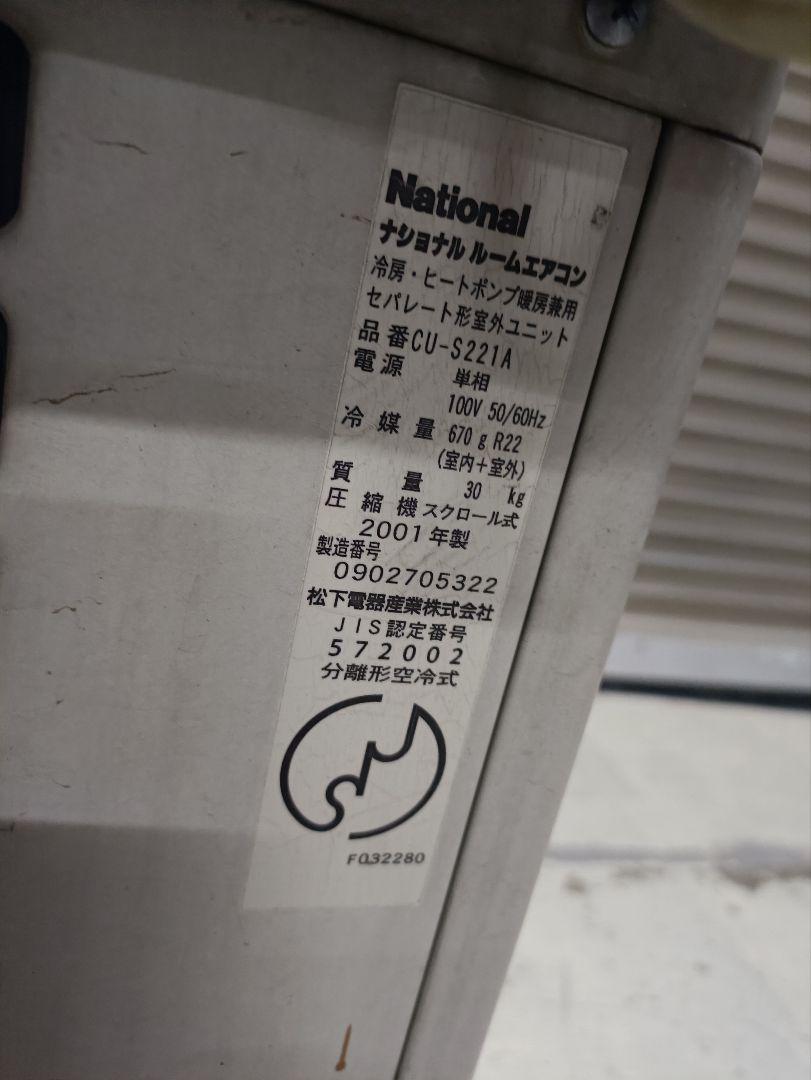 National
ナショナル ルームエアコン
冷房・ヒートポンプ暖房兼用
セパレート形室外ユニット
品番 CU-S221A
電源 単相
100V 50/60Hz
冷媒量 670g R22
(室内+室外)
質量 30 kg
圧縮機 スクロール式
2001年製
製造番号
0902705322
松下電器産業株式会社
JIS認定番号
572002
分離形空冷式
F032280